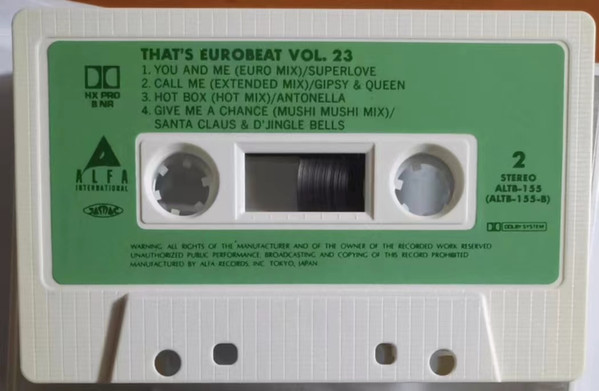 THAT'S EUROBEAT VOL. 23
1. YOU AND ME (EURO MIX)/SUPERLOVE
2. CALL ME (EXTENDED MIX)/GIPSY & QUEEN
3. HOT BOX (HOT MIX)/ANTONELLA
4. GIVE ME A CHANCE (MUSHI MUSHI MIX)/
SANTA CLAUS & D'JINGLE BELLS
HX PRO
B NR
ALFA
INTERNATIONAL
2
STEREO
ALTB-155
(ALTB-155-B)
DOLBY SYSTEM
WARNING: ALL RIGHTS OF THE MANUFACTURER AND OF THE OWNER OF THE RECORDED WORK RESERVED
UNAUTHORIZED PUBLIC PERFORMANCE, BROADCASTING AND COPYING OF THIS RECORD PROHIBITED
MANUFACTURED BY ALFA RECORDS, INC. TOKYO, JAPAN